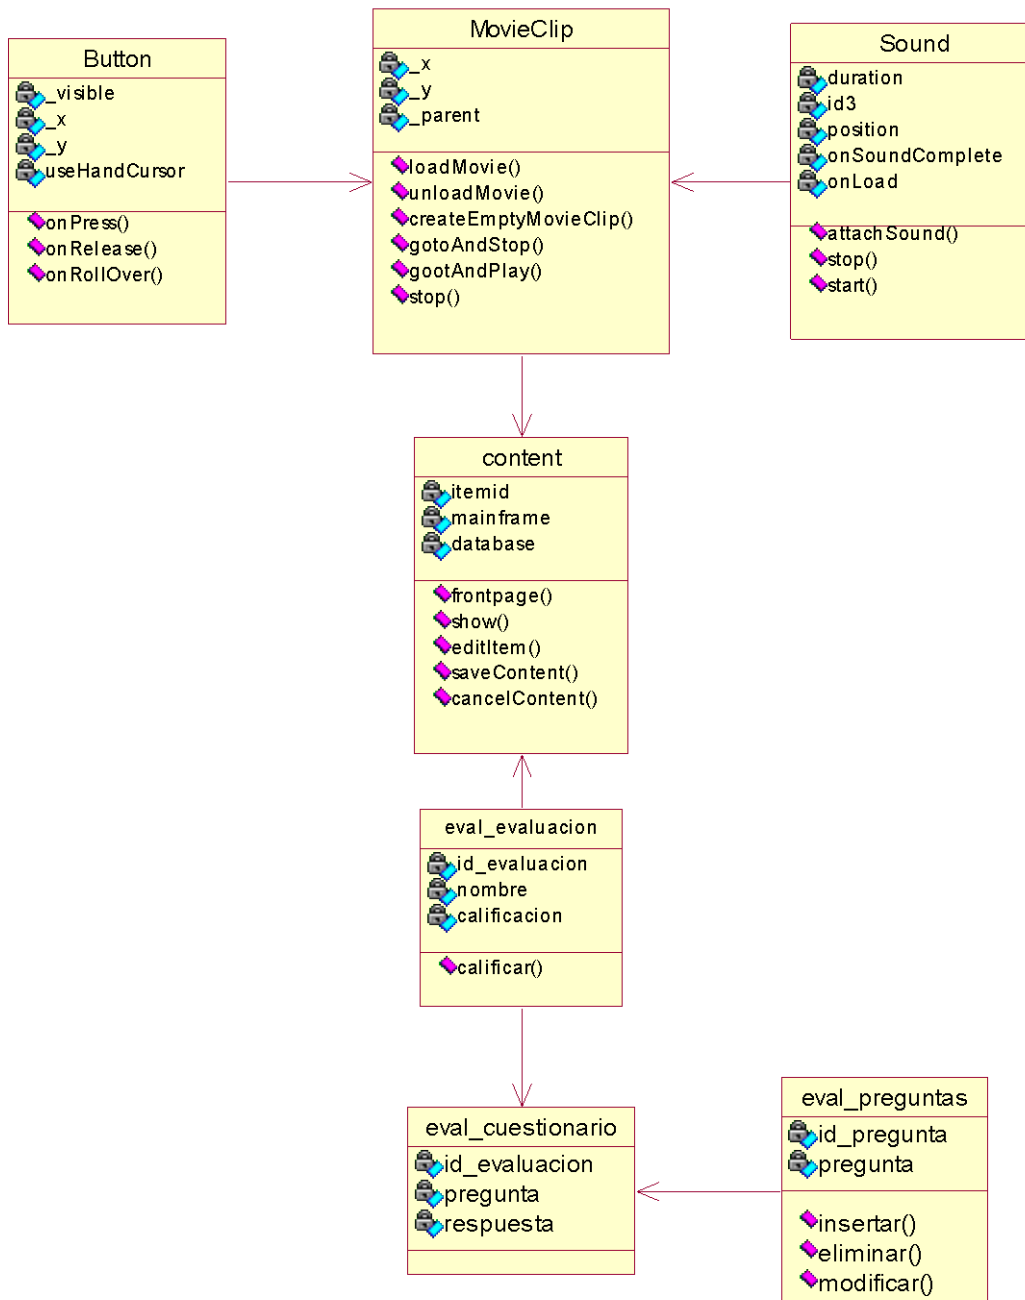 Button
_visible
_x
_y
useHandCursor
onPress()
onRelease()
onRollOver()
MovieClip
_x
_y
_parent
loadMovie()
unloadMovie()
createEmptyMovieClip()
gotoAndStop()
gootAndPlay()
stop()
Sound
duration
id3
position
onSoundComplete
onLoad
attachSound()
stop()
start()
content
itemid
mainframe
database
frontpage()
show()
editItem()
saveContent()
cancelContent()
eval_evaluacion
id_evaluacion
nombre
calificacion
calificar()
eval_cuestionario
id_evaluacion
pregunta
respuesta
eval_preguntas
id_pregunta
pregunta
insertar()
eliminar()
modificar()